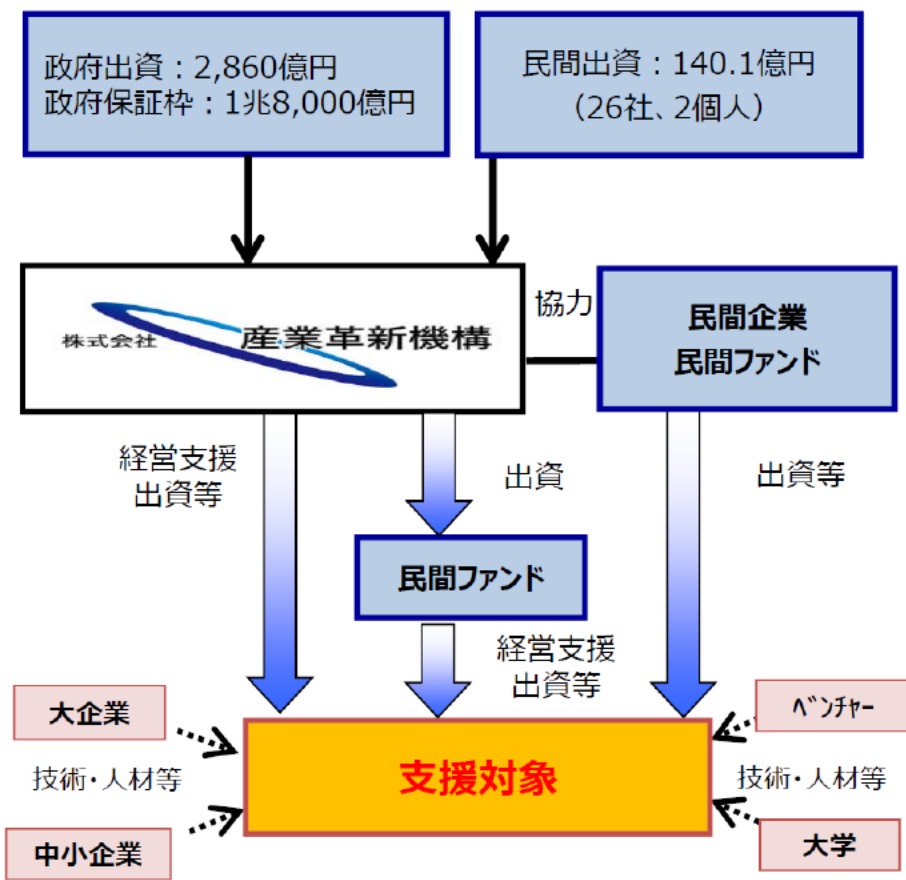 政府出資：2,860億円
政府保証枠：1兆8,000億円
民間出資：140.1億円
（26社、2個人）
株式会社 産業革新機構
協力
民間企業
民間ファンド
経営支援
出資等
出資
出資等
民間ファンド
経営支援
出資等
大企業
ﾍﾞﾝﾁｬｰ
支援対象
技術・人材等
技術・人材等
中小企業
大学